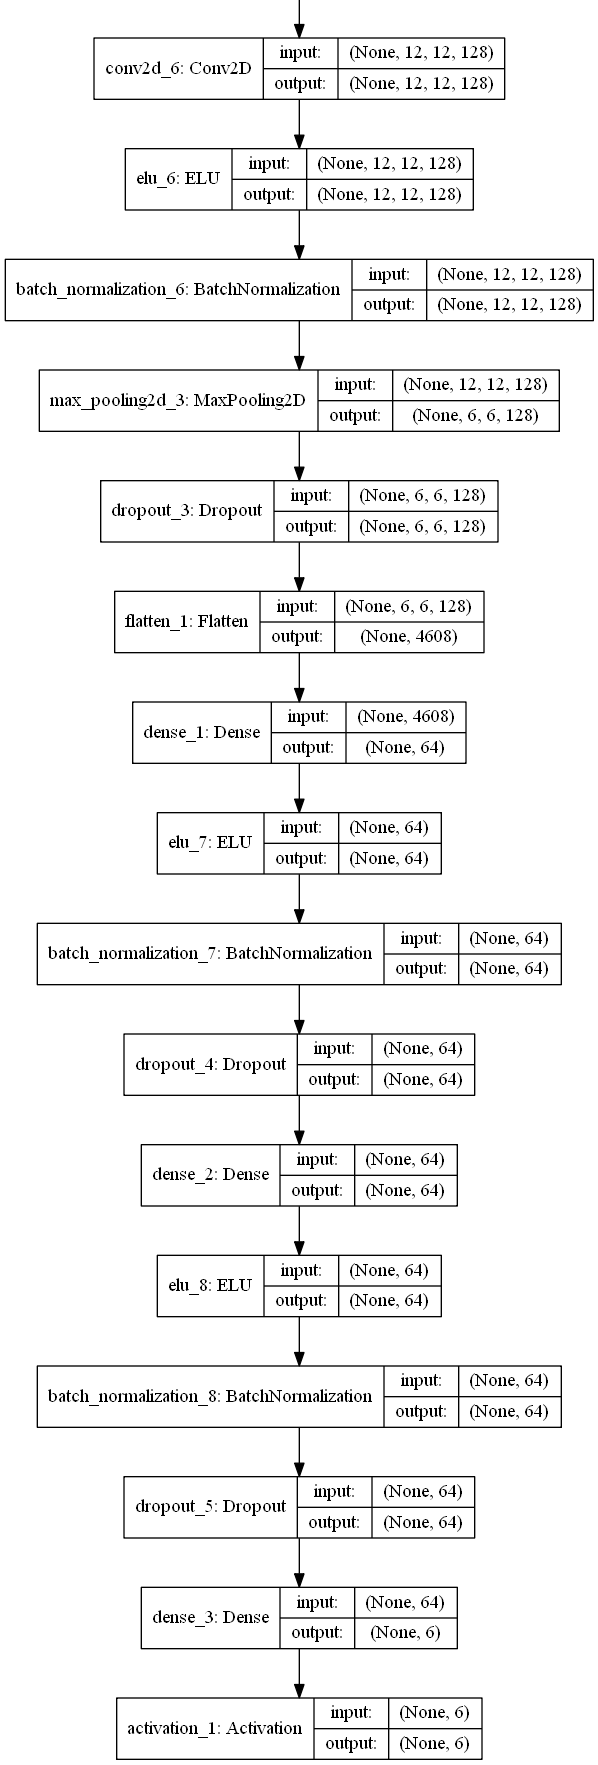 conv2d_6: Conv2D input: (None, 12, 12, 128)
output: (None, 12, 12, 128)
elu_6: ELU input: (None, 12, 12, 128)
output: (None, 12, 12, 128)
batch_normalization_6: BatchNormalization input: (None, 12, 12, 128)
output: (None, 12, 12, 128)
max_pooling2d_3: MaxPooling2D input: (None, 12, 12, 128)
output: (None, 6, 6, 128)
dropout_3: Dropout input: (None, 6, 6, 128)
output: (None, 6, 6, 128)
flatten_1: Flatten input: (None, 6, 6, 128)
output: (None, 4608)
dense_1: Dense input: (None, 4608)
output: (None, 64)
elu_7: ELU input: (None, 64)
output: (None, 64)
batch_normalization_7: BatchNormalization input: (None, 64)
output: (None, 64)
dropout_4: Dropout input: (None, 64)
output: (None, 64)
dense_2: Dense input: (None, 64)
output: (None, 64)
elu_8: ELU input: (None, 64)
output: (None, 64)
batch_normalization_8: BatchNormalization input: (None, 64)
output: (None, 64)
dropout_5: Dropout input: (None, 64)
output: (None, 64)
dense_3: Dense input: (None, 64)
output: (None, 6)
activation_1: Activation input: (None, 6)
output: (None, 6)